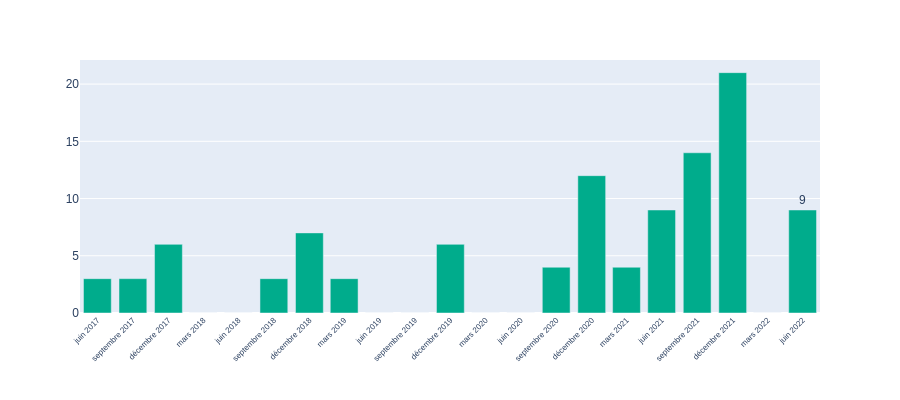 20
15
10
5
0
9
juin 2017
septembre 2017
décembre 2017
mars 2018
juin 2018
septembre 2018
décembre 2018
mars 2019
juin 2019
septembre 2019
décembre 2019
mars 2020
juin 2020
septembre 2020
décembre 2020
mars 2021
juin 2021
septembre 2021
décembre 2021
mars 2022
juin 2022